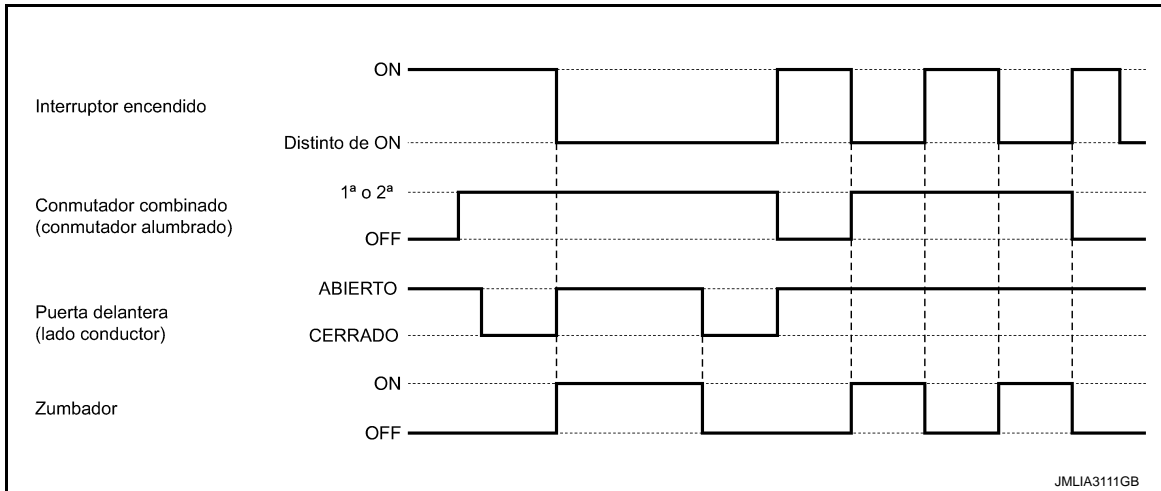 ON
Interruptor encendido
Distinto de ON
1ª o 2ª
Conmutador combinado
(conmutador alumbrado)
OFF
ABIERTO
Puerta delantera
(lado conductor)
CERRADO
ON
Zumbador
OFF
JMLIA3111GB